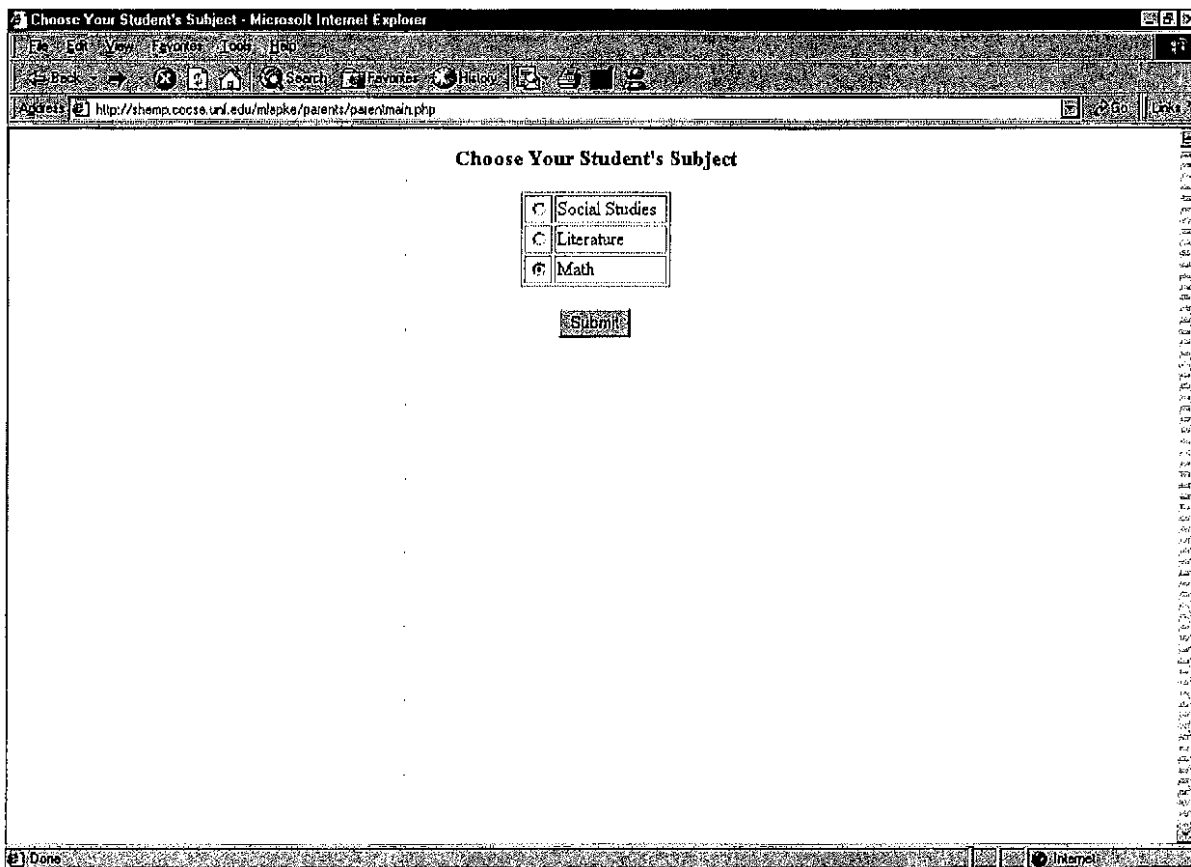 Choose Your Student's Subject - Microsoft Internet Explorer
File Edit View Favorites Tools Help
Back Search Favorites History
Address http://shemp.cocse.unl.edu/mlepke/parents/parentmain.php Go Links
Choose Your Student's Subject
Social Studies
Literature
Math
Submit
Done Internet